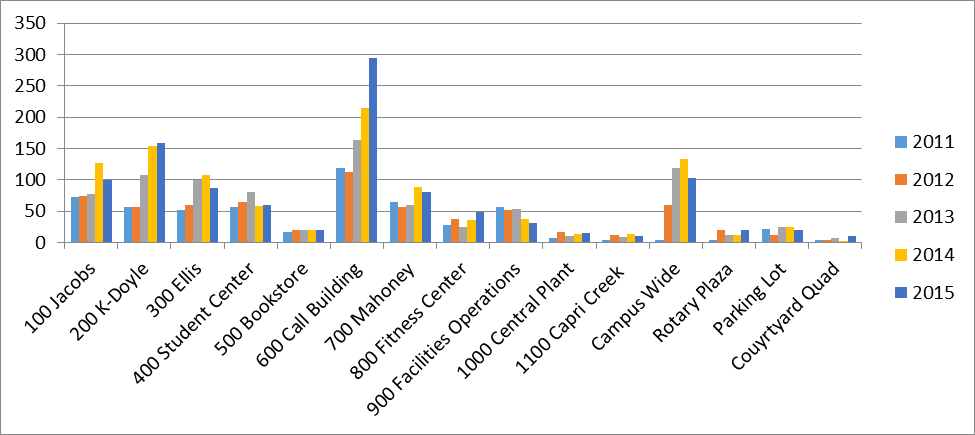 350
300
250
200
150
100
50
0
100 Jacobs
200 K-Doyle
300 Ellis
400 Student Center
500 Bookstore
600 Call Building
700 Mahoney
800 Fitness Center
900 Facilities Operations
1000 Central Plant
1100 Capri Creek
Campus Wide
Rotary Plaza
Parking Lot
Couyrtyard Quad
2011
2012
2013
2014
2015